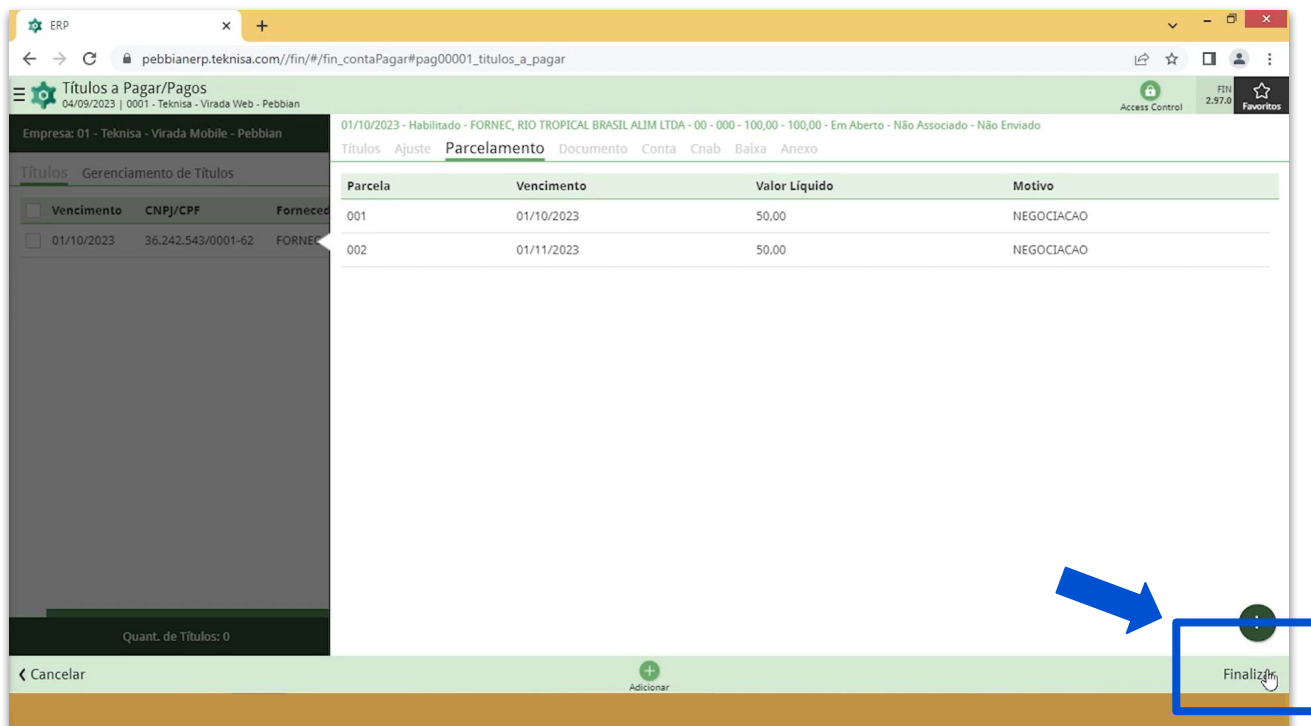 ERP
pebbianerp.teknisa.com//fin/#/fin_contaPagar#pag00001_titulos_a_pagar
Títulos a Pagar/Pagos
04/09/2023 | 0001 - Teknisa - Virada Web - Pebbian
Access Control
FIN
2.97.0
Favoritos
Empresa: 01 - Teknisa - Virada Mobile - Pebbian
01/10/2023 - Habilitado - FORNEC, RIO TROPICAL BRASIL ALIM LTDA - 00 - 000 - 100,00 - 100,00 - Em Aberto - Não Associado - Não Enviado
Títulos Ajuste Parcelamento Documento Conta Cnab Baixa Anexo
Títulos Gerenciamento de Títulos
Parcela Vencimento Valor Líquido Motivo
Vencimento CNPJ/CPF Forneced
001 01/10/2023 50,00 NEGOCIACAO
01/10/2023 36.242.543/0001-62 FORNEC
002 01/11/2023 50,00 NEGOCIACAO
Quant. de Títulos: 0
Cancelar
Adicionar
Finalizar